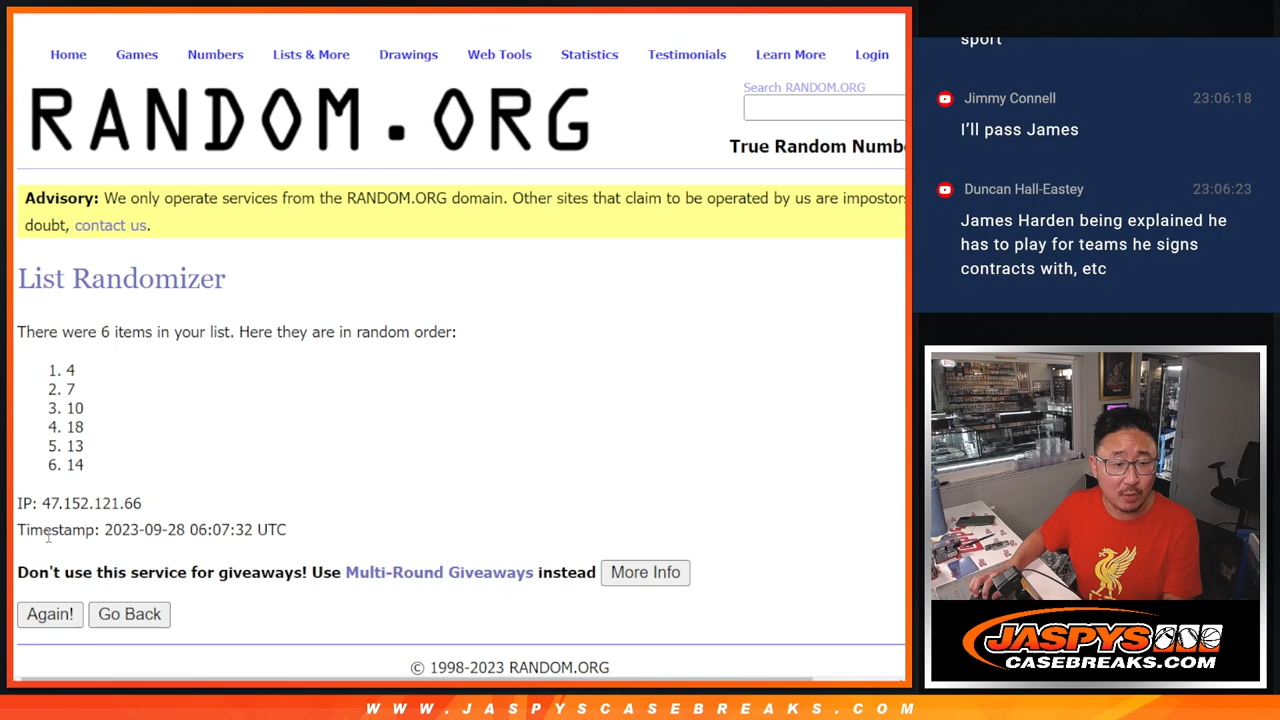 Home Games Numbers Lists & More Drawings Web Tools Statistics Testimonials Learn More Login
RANDOM.ORG
Search RANDOM.ORG
True Random Numbe
Advisory: We only operate services from the RANDOM.ORG domain. Other sites that claim to be operated by us are impostors
doubt, contact us.
List Randomizer
There were 6 items in your list. Here they are in random order:
1. 4
2. 7
3. 10
4. 18
5. 13
6. 14
IP: 47.152.121.66
Timestamp: 2023-09-28 06:07:32 UTC
Don't use this service for giveaways! Use Multi-Round Giveaways instead More Info
Again! Go Back
© 1998-2023 RANDOM.ORG
sport
Jimmy Connell 23:06:18
I'll pass James
Duncan Hall-Eastey 23:06:23
James Harden being explained he
has to play for teams he signs
contracts with, etc
JASPYS
CASEBREAKS.COM
WWW.JASPYSCASEBREAKS.COM